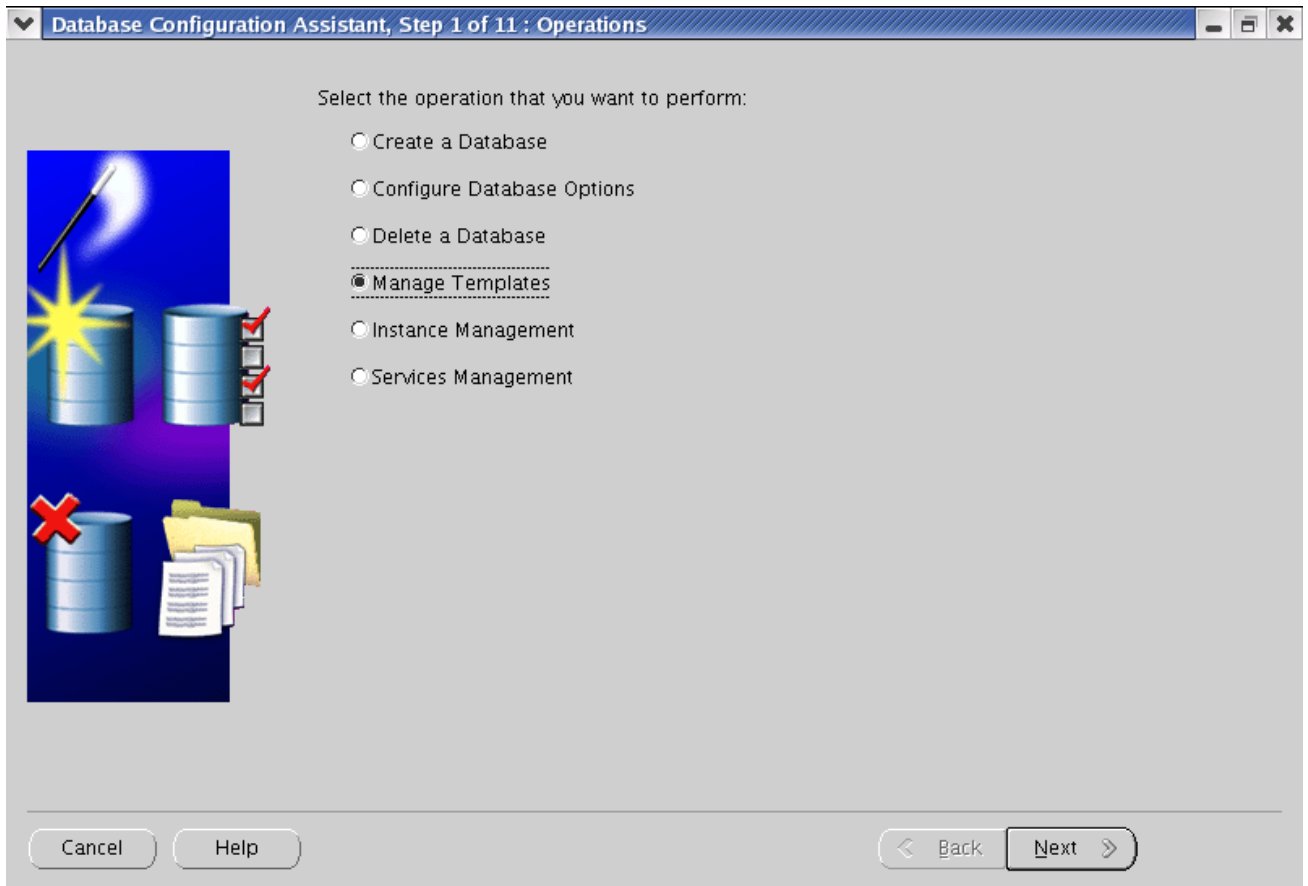 Database Configuration Assistant, Step 1 of 11 : Operations
Select the operation that you want to perform:
Create a Database
Configure Database Options
Delete a Database
Manage Templates
Instance Management
Services Management
Cancel
Help
Back
Next